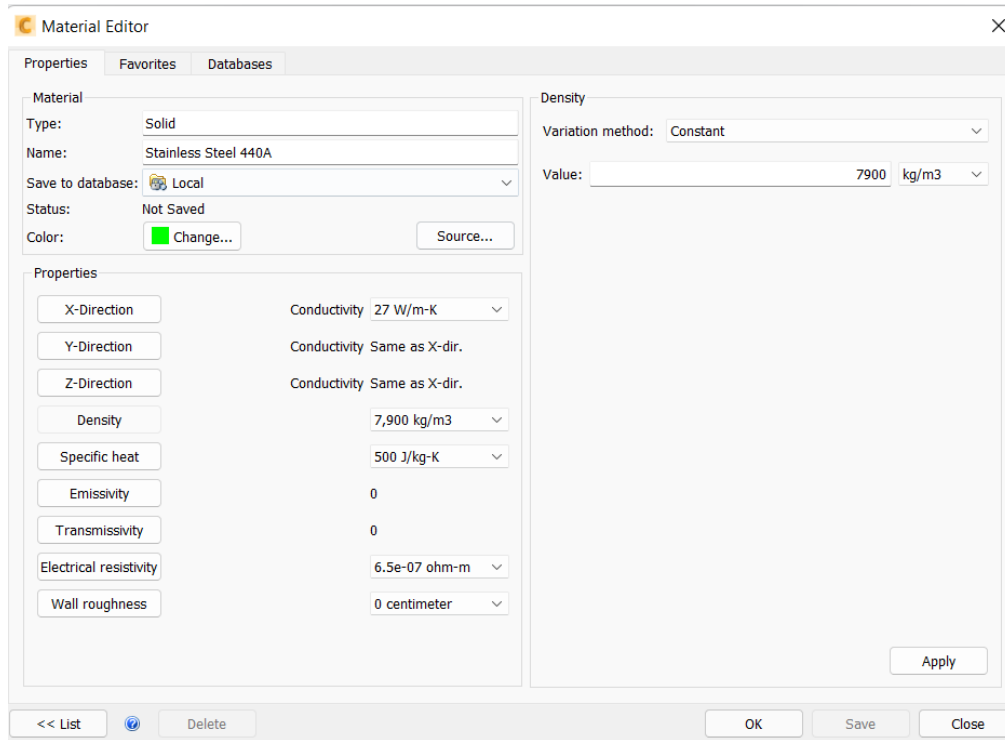 Material Editor
Properties Favorites Databases
Material
Type: Solid
Name: Stainless Steel 440A
Save to database: Local
Status: Not Saved
Color: Change... Source...
Properties
X-Direction Conductivity 27 W/m-K
Y-Direction Conductivity Same as X-dir.
Z-Direction Conductivity Same as X-dir.
Density 7,900 kg/m3
Specific heat 500 J/kg-K
Emissivity 0
Transmissivity 0
Electrical resistivity 6.5e-07 ohm-m
Wall roughness 0 centimeter
Density
Variation method: Constant
Value: 7900 kg/m3
Apply
<< List Delete OK Save Close